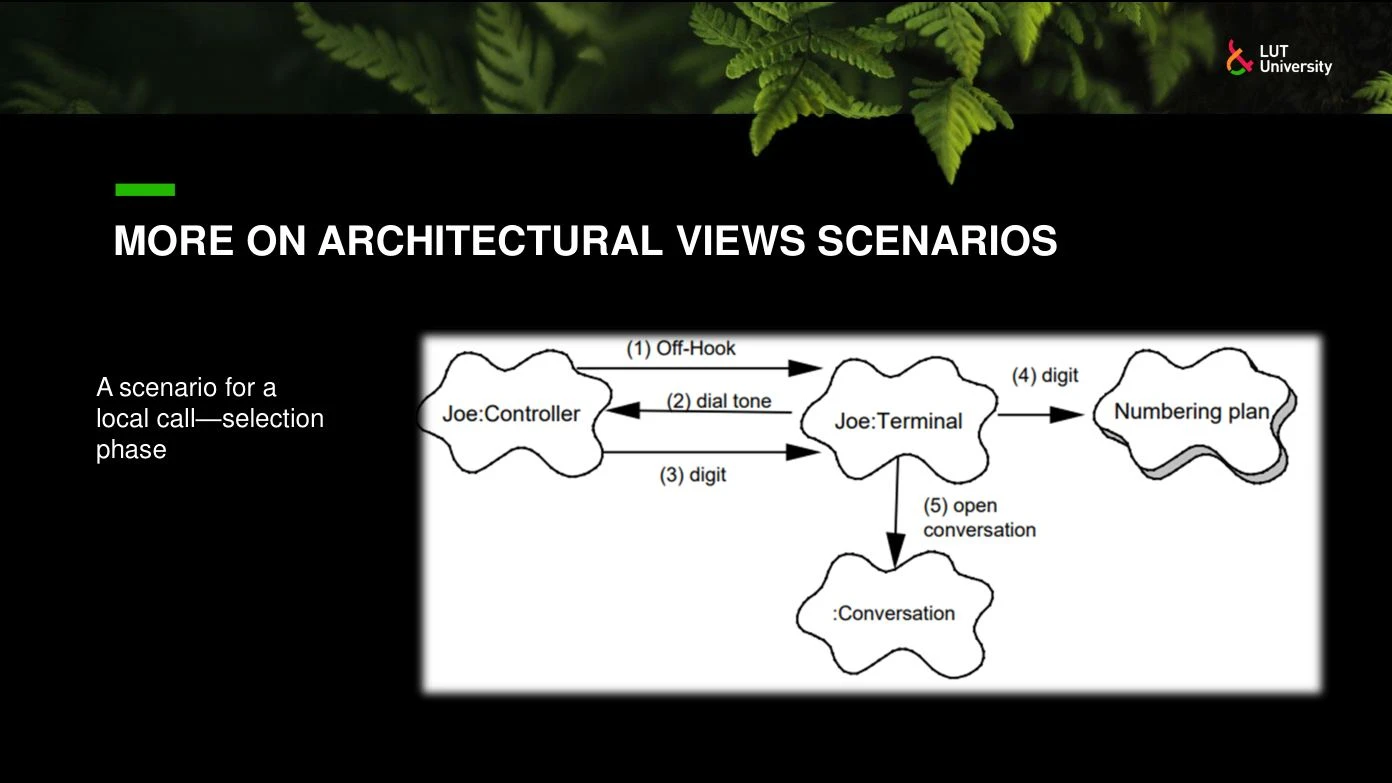 LUT
University
MORE ON ARCHITECTURAL VIEWS SCENARIOS
A scenario for a
local call—selection
phase
(1) Off-Hook
(2) dial tone
(3) digit
(4) digit
(5) open
conversation
Joe:Controller
Joe:Terminal
Numbering plan
:Conversation